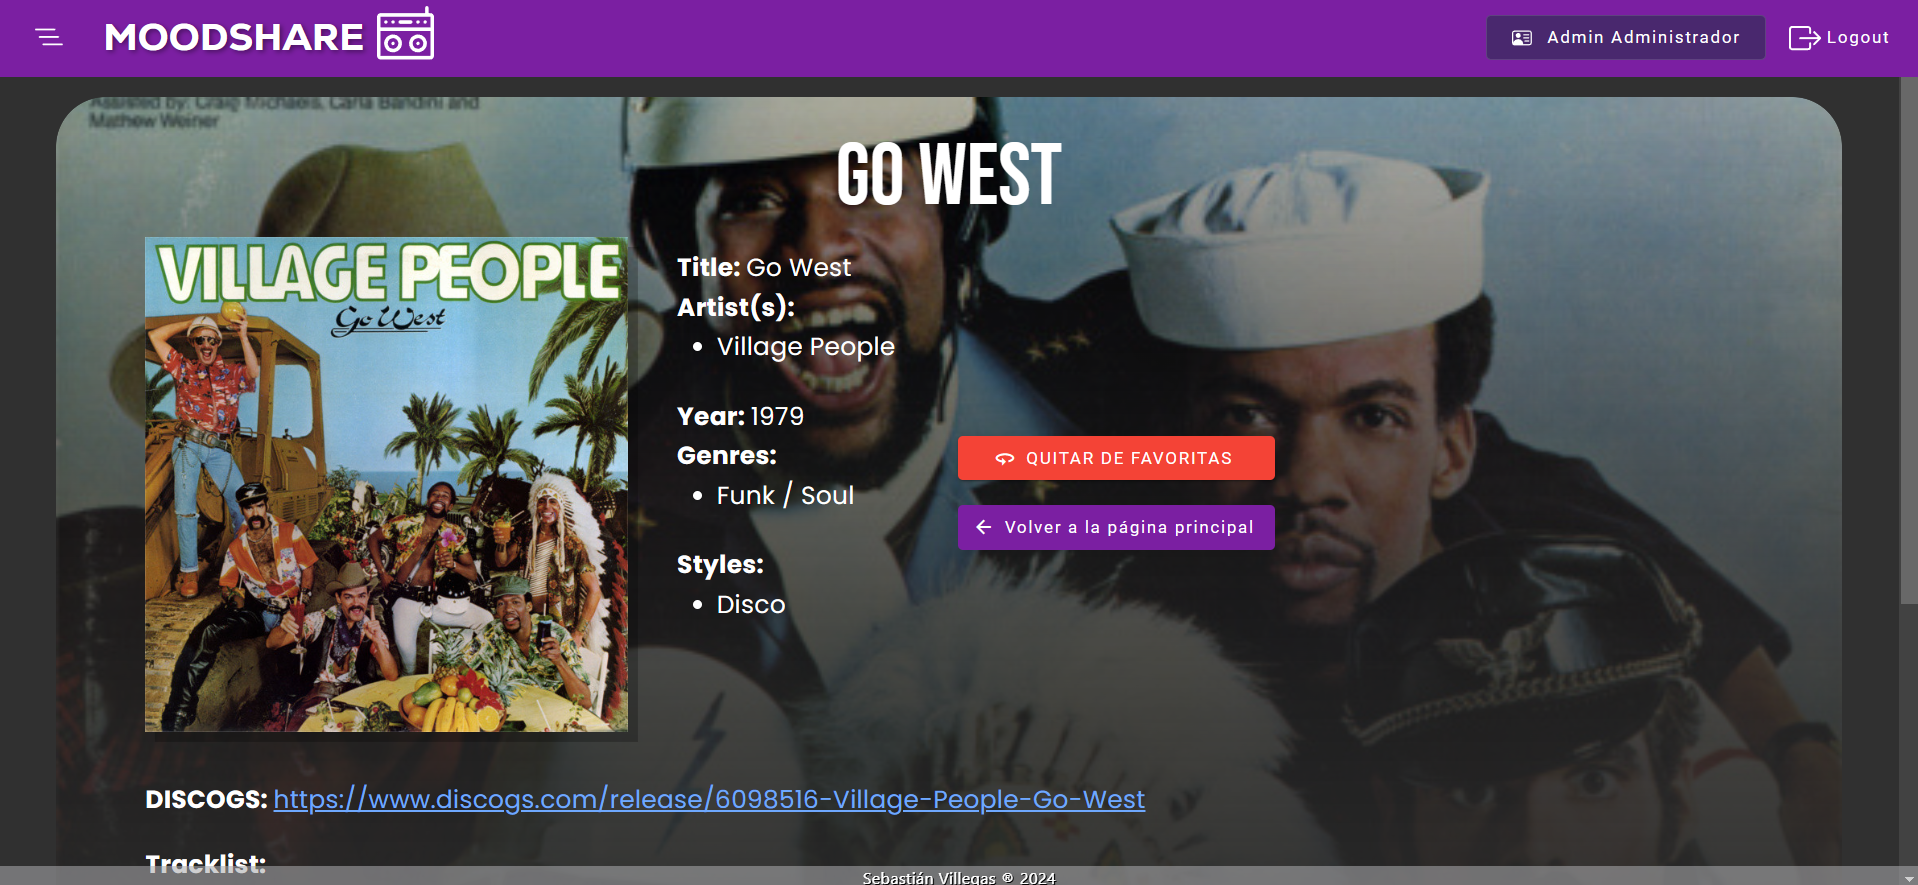 MOODSHARE
Admin Administrador
Logout
Assisted by: Craig Michaels, Carla Bandini and
Mathew Weiner
GO WEST
VILLAGE PEOPLE
Go West
Title: Go West
Artist(s):
• Village People
Year: 1979
Genres:
• Funk / Soul
Styles:
• Disco
QUITAR DE FAVORITAS
Volver a la página principal
DISCOGS: https://www.discogs.com/release/6098516-Village-People-Go-West
Tracklist:
Sebastián Villegas ® 2024